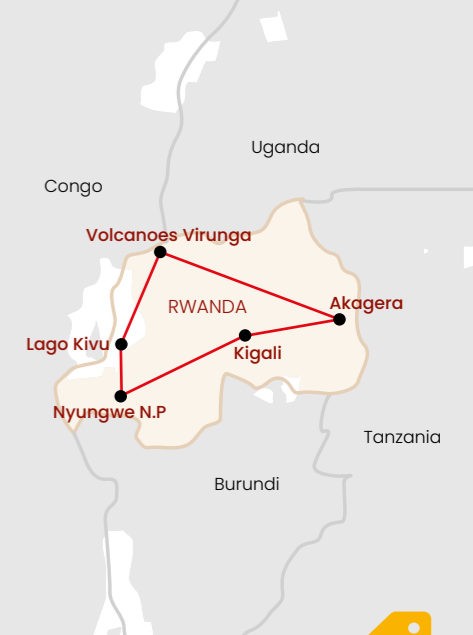 Uganda
Congo
Volcanoes Virunga
RWANDA
Akagera
Lago Kivu
Kigali
Nyungwe N.P
Tanzania
Burundi